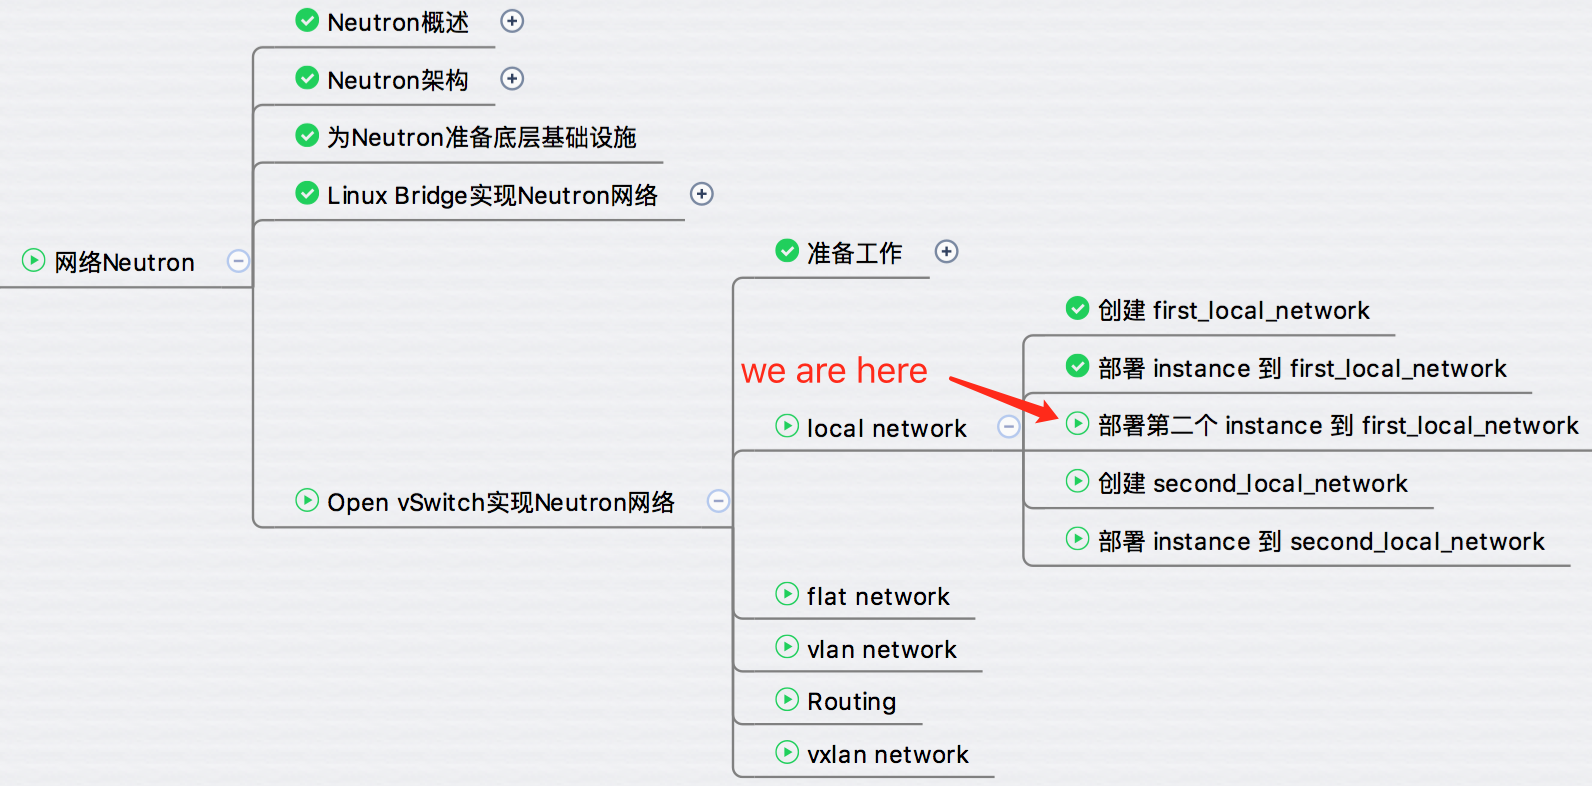 Neutron概述
Neutron架构
为Neutron准备底层基础设施
Linux Bridge实现Neutron网络
网络Neutron
准备工作
创建 first_local_network
部署 instance 到 first_local_network
we are here
local network
部署第二个 instance 到 first_local_network
创建 second_local_network
Open vSwitch实现Neutron网络
部署 instance 到 second_local_network
flat network
vlan network
Routing
vxlan network